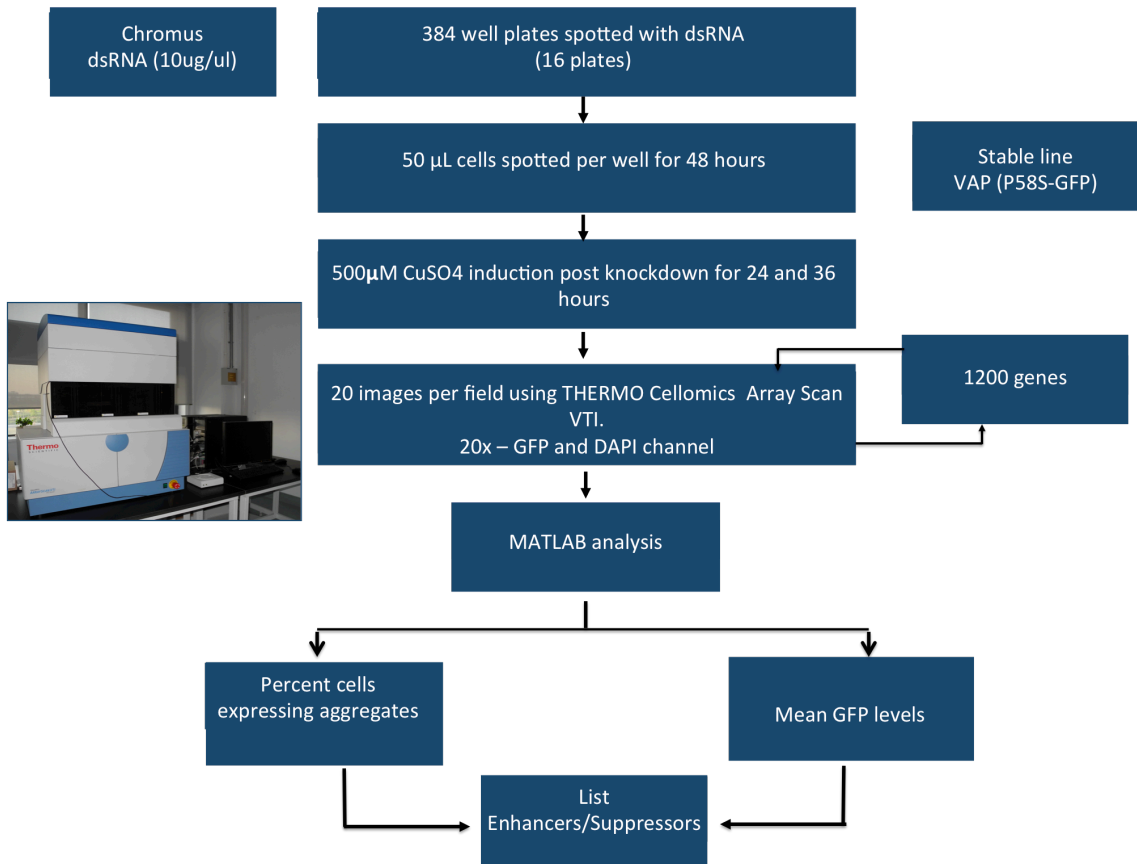 Chromus
dsRNA (10ug/ul)
384 well plates spotted with dsRNA
(16 plates)
50 µL cells spotted per well for 48 hours
Stable line
VAP (P58S-GFP)
500µM CuSO4 induction post knockdown for 24 and 36
hours
20 images per field using THERMO Cellomics Array Scan
VTI.
20x – GFP and DAPI channel
1200 genes
Thermo
MATLAB analysis
Percent cells
expressing aggregates
Mean GFP levels
List
Enhancers/Suppressors